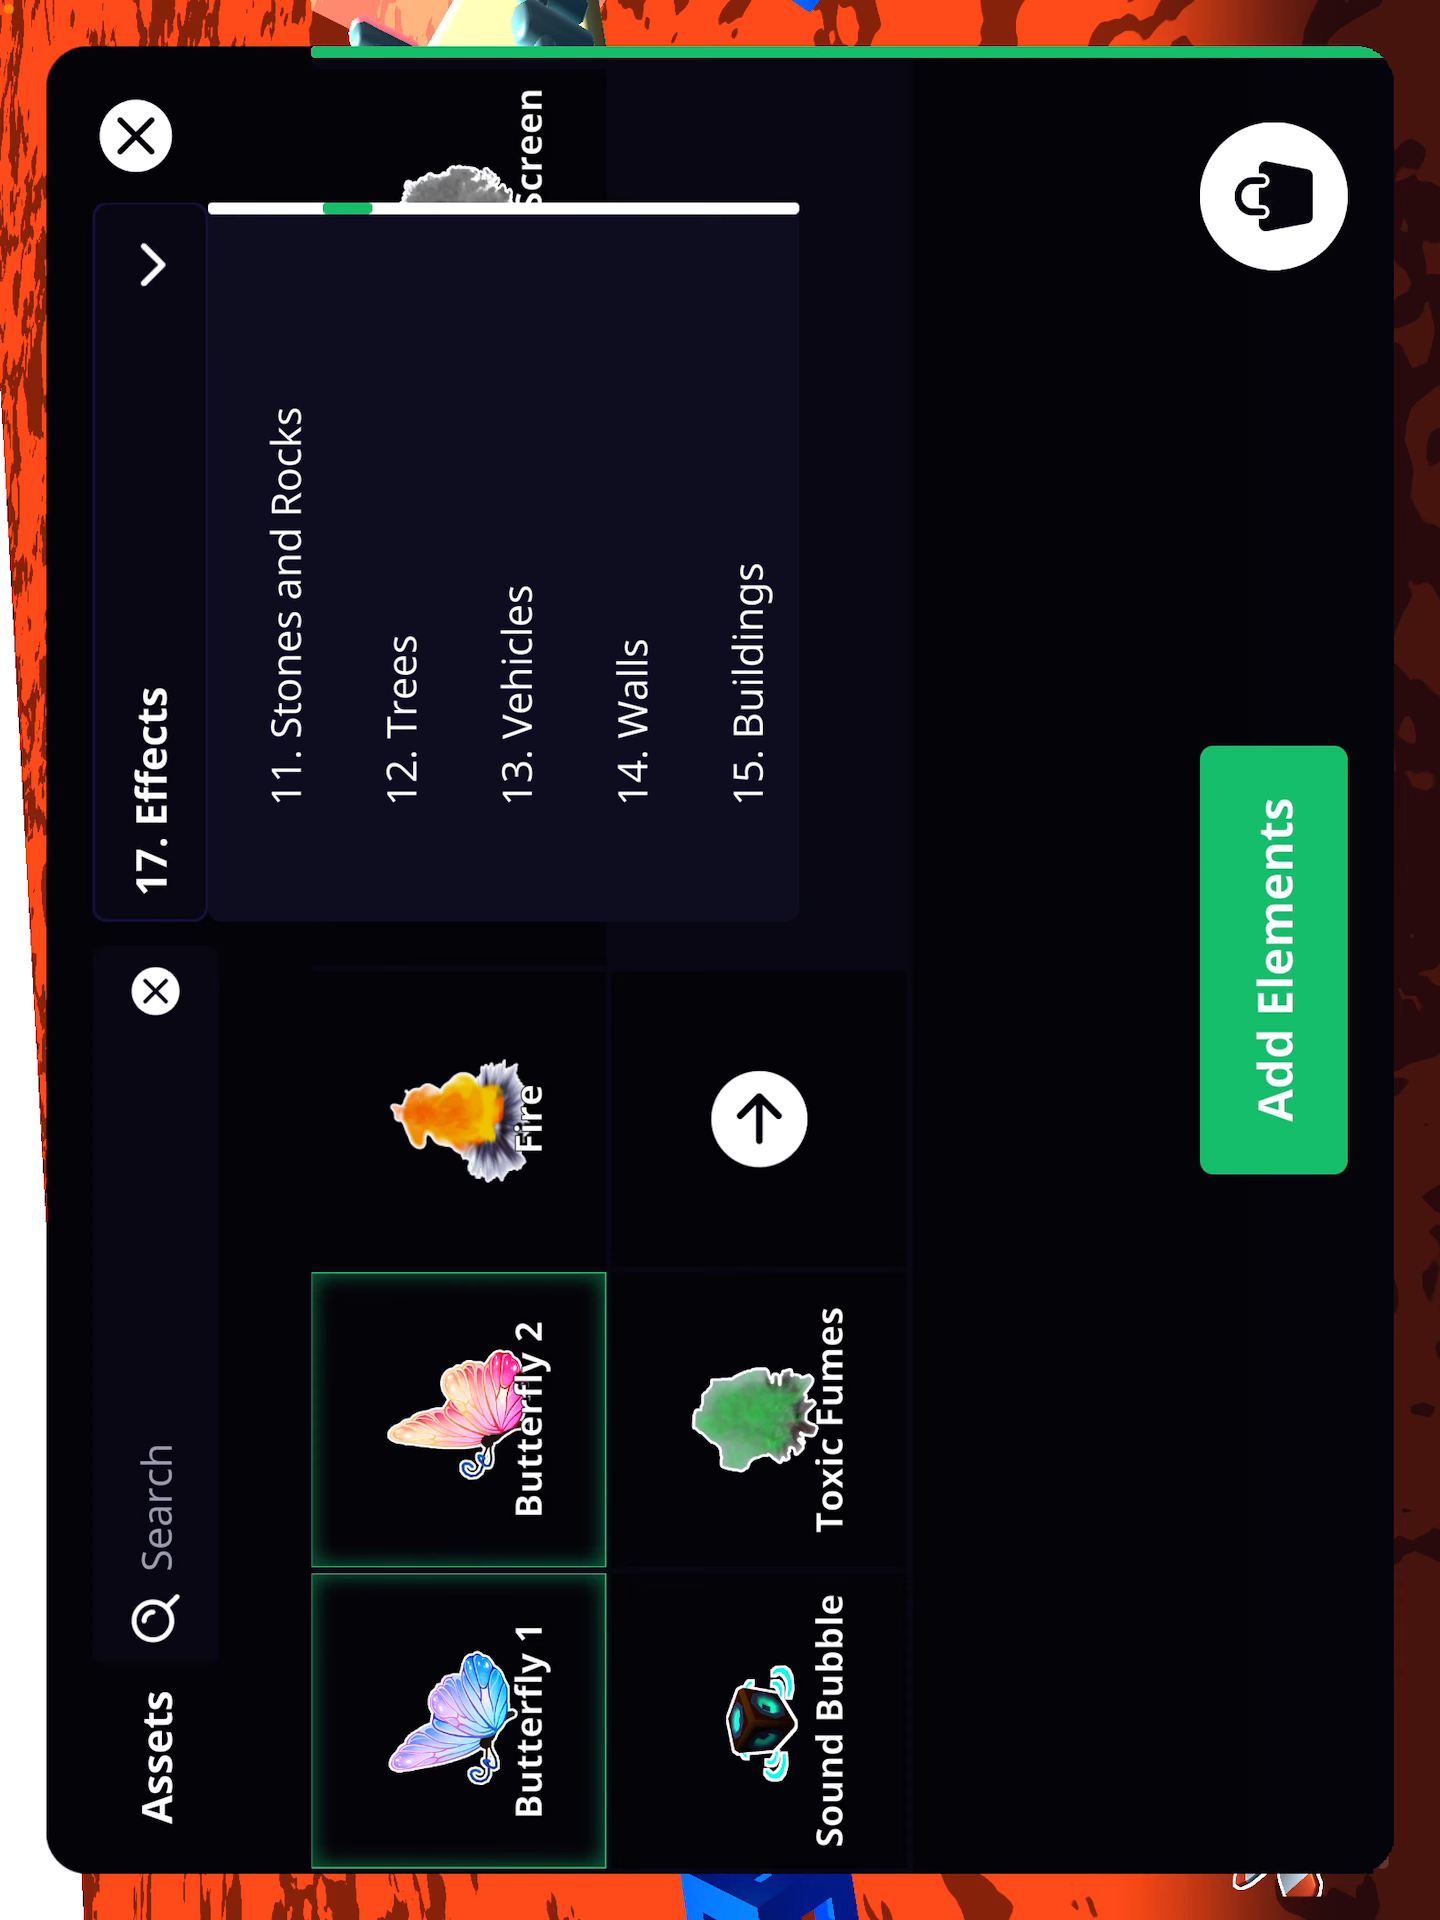 Assets
Search
17. Effects
11. Stones and Rocks
12. Trees
13. Vehicles
14. Walls
15. Buildings
Butterfly 1
Butterfly 2
Fire
Screen
Sound Bubble
Toxic Fumes
Add Elements